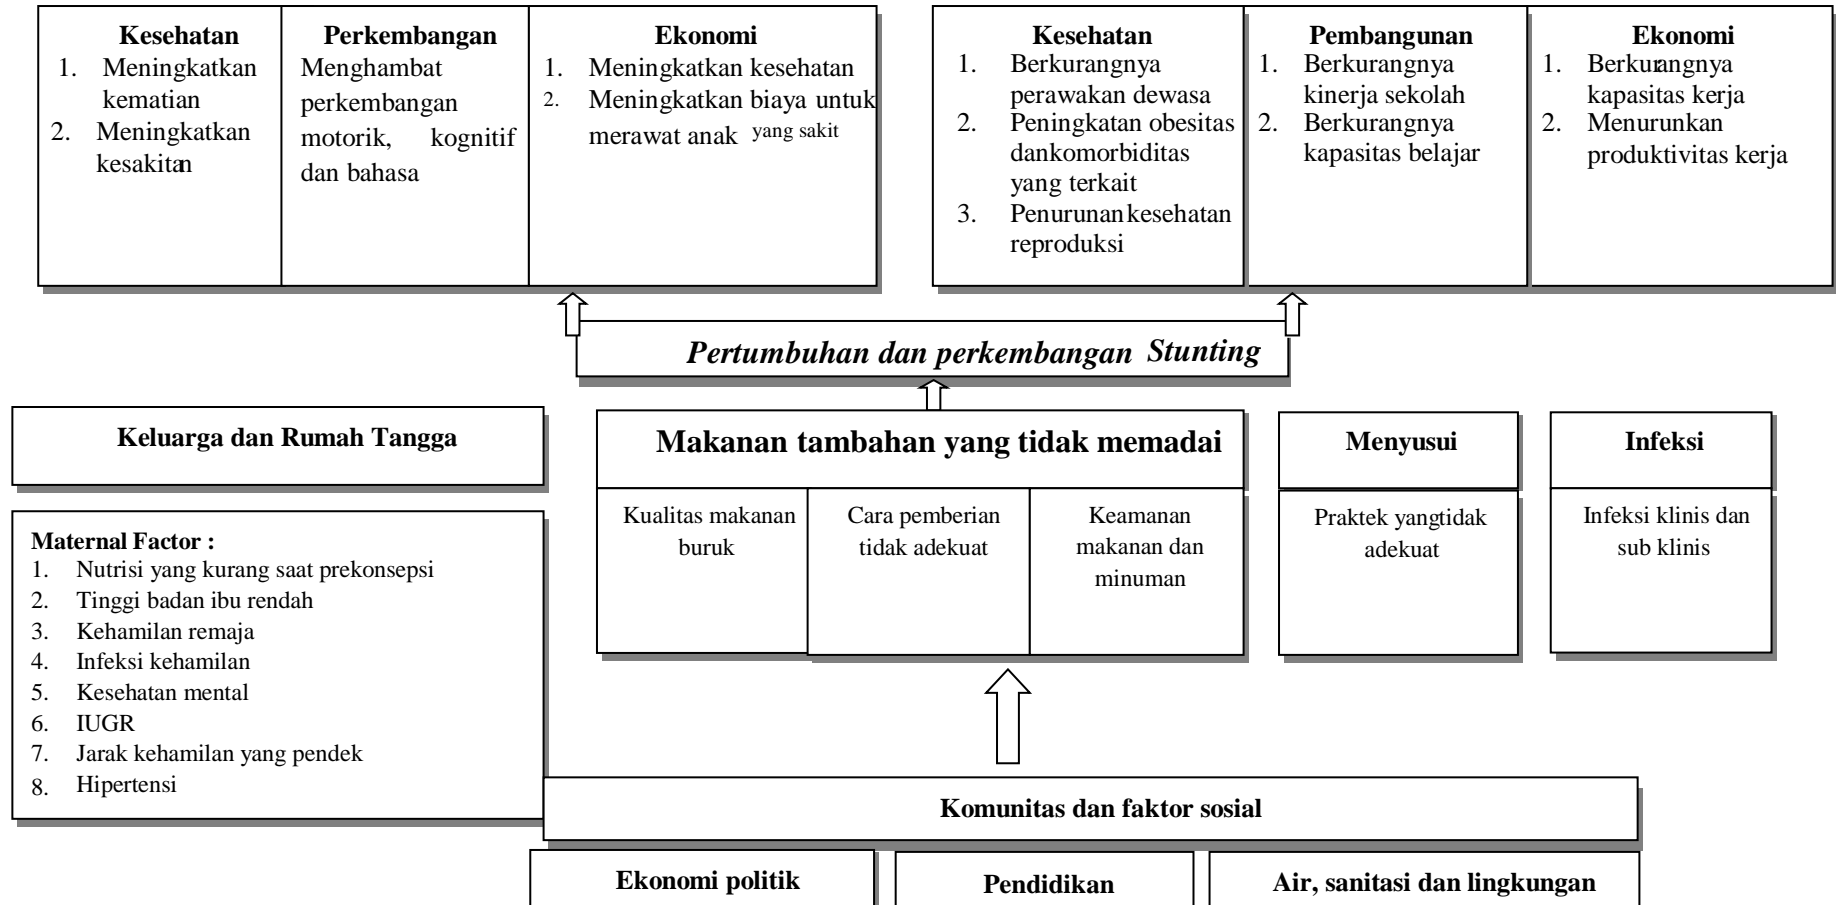 Kesehatan
1. Meningkatkan
kematian
2. Meningkatkan
kesakitan
Perkembangan
Menghambat
perkembangan
motorik, kognitif
dan bahasa
Ekonomi
1. Meningkatkan kesehatan
2. Meningkatkan biaya untuk
merawat anak yang sakit
Kesehatan
1. Berkurangnya
perawakan dewasa
2. Peningkatan obesitas
dankomorbiditas
yang terkait
3. Penurunan kesehatan
reproduksi
Pembangunan
1. Berkurangnya
kinerja sekolah
2. Berkurangnya
kapasitas belajar
Ekonomi
1. Berkurangnya
kapasitas kerja
2. Menurunkan
produktivitas kerja
Pertumbuhan dan perkembangan Stunting
Keluarga dan Rumah Tangga
Maternal Factor :
1. Nutrisi yang kurang saat prekonsepsi
2. Tinggi badan ibu rendah
3. Kehamilan remaja
4. Infeksi kehamilan
5. Kesehatan mental
6. IUGR
7. Jarak kehamilan yang pendek
8. Hipertensi
Makanan tambahan yang tidak memadai
Kualitas makanan
buruk
Cara pemberian
tidak adekuat
Keamanan
makanan dan
minuman
Menyusui
Praktek yangtidak
adekuat
Infeksi
Infeksi klinis dan
sub klinis
Komunitas dan faktor sosial
Ekonomi politik
Pendidikan
Air, sanitasi dan lingkungan